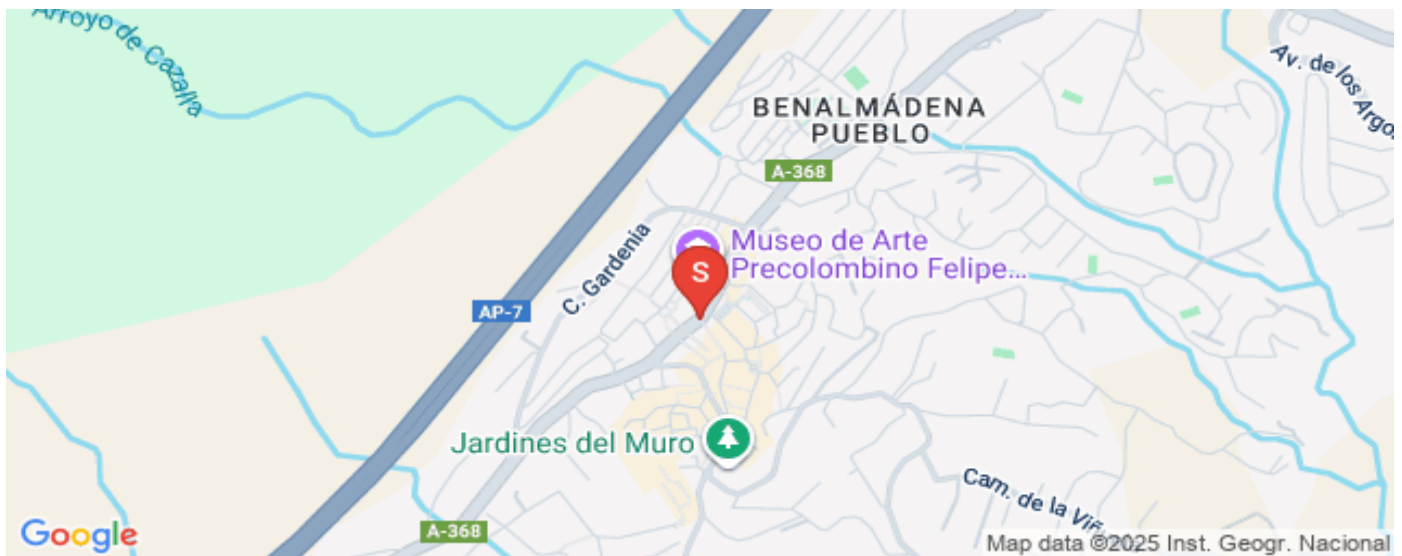 Arroyo de Cazalla
Av. de los Argo
BENALMÁDENA
PUEBLO
A-368
C. Gardenia
Museo de Arte
Precolombino Felipe...
S
AP-7
Jardines del Muro
Cam. de la Viñ
A-368
Google
Map data ©2025 Inst. Geogr. Nacional